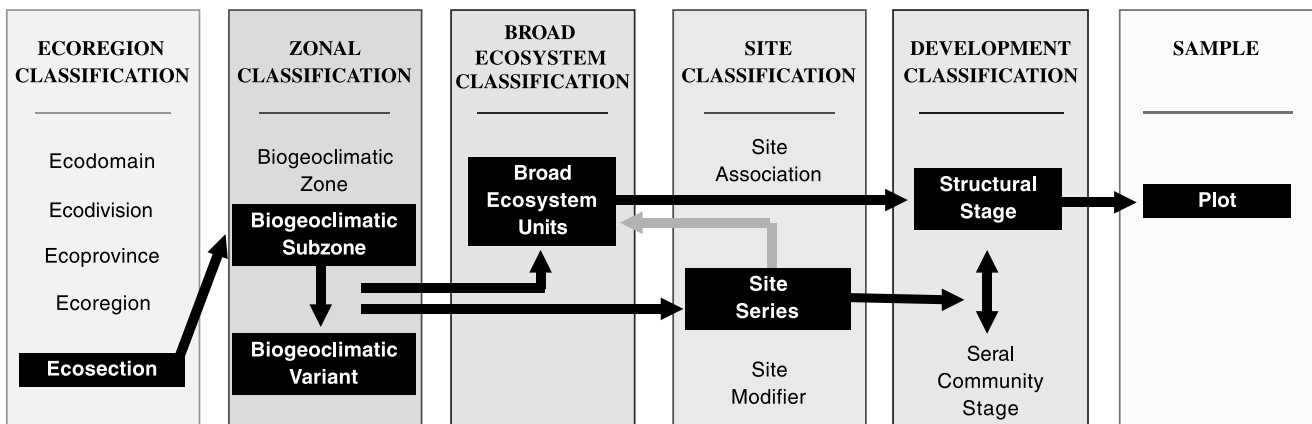 ECOREGION
CLASSIFICATION
Ecodomain
Ecodivision
Ecoprovince
Ecoregion
Ecosection
ZONAL
CLASSIFICATION
Biogeoclimatic
Zone
Biogeoclimatic
Subzone
Biogeoclimatic
Variant
BROAD
ECOSYSTEM
CLASSIFICATION
Broad
Ecosystem
Units
SITE
CLASSIFICATION
Site
Association
Site
Series
Site
Modifier
DEVELOPMENT
CLASSIFICATION
Structural
Stage
Seral
Community
Stage
SAMPLE
Plot